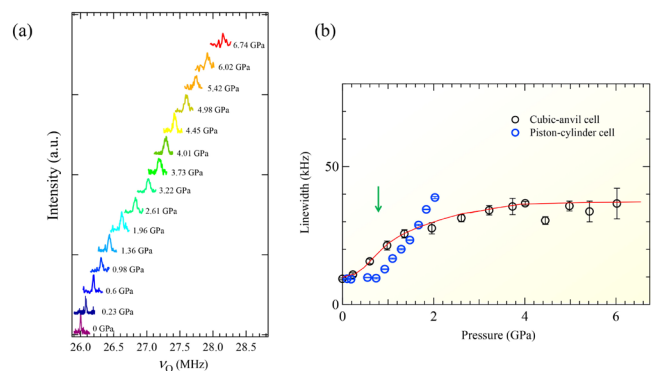 (a)
Intensity (a.u.)
6.74 GPa
6.02 GPa
5.42 GPa
4.98 GPa
4.45 GPa
4.01 GPa
3.73 GPa
3.22 GPa
2.61 GPa
1.96 GPa
1.36 GPa
0.98 GPa
0.6 GPa
0.23 GPa
0 GPa
26.0 26.5 27.0 27.5 28.0 28.5
νQ (MHz)
(b)
Linewidth (kHz)
50
0
Cubic-anvil cell
Piston-cylinder cell
0 2 4 6
Pressure (GPa)